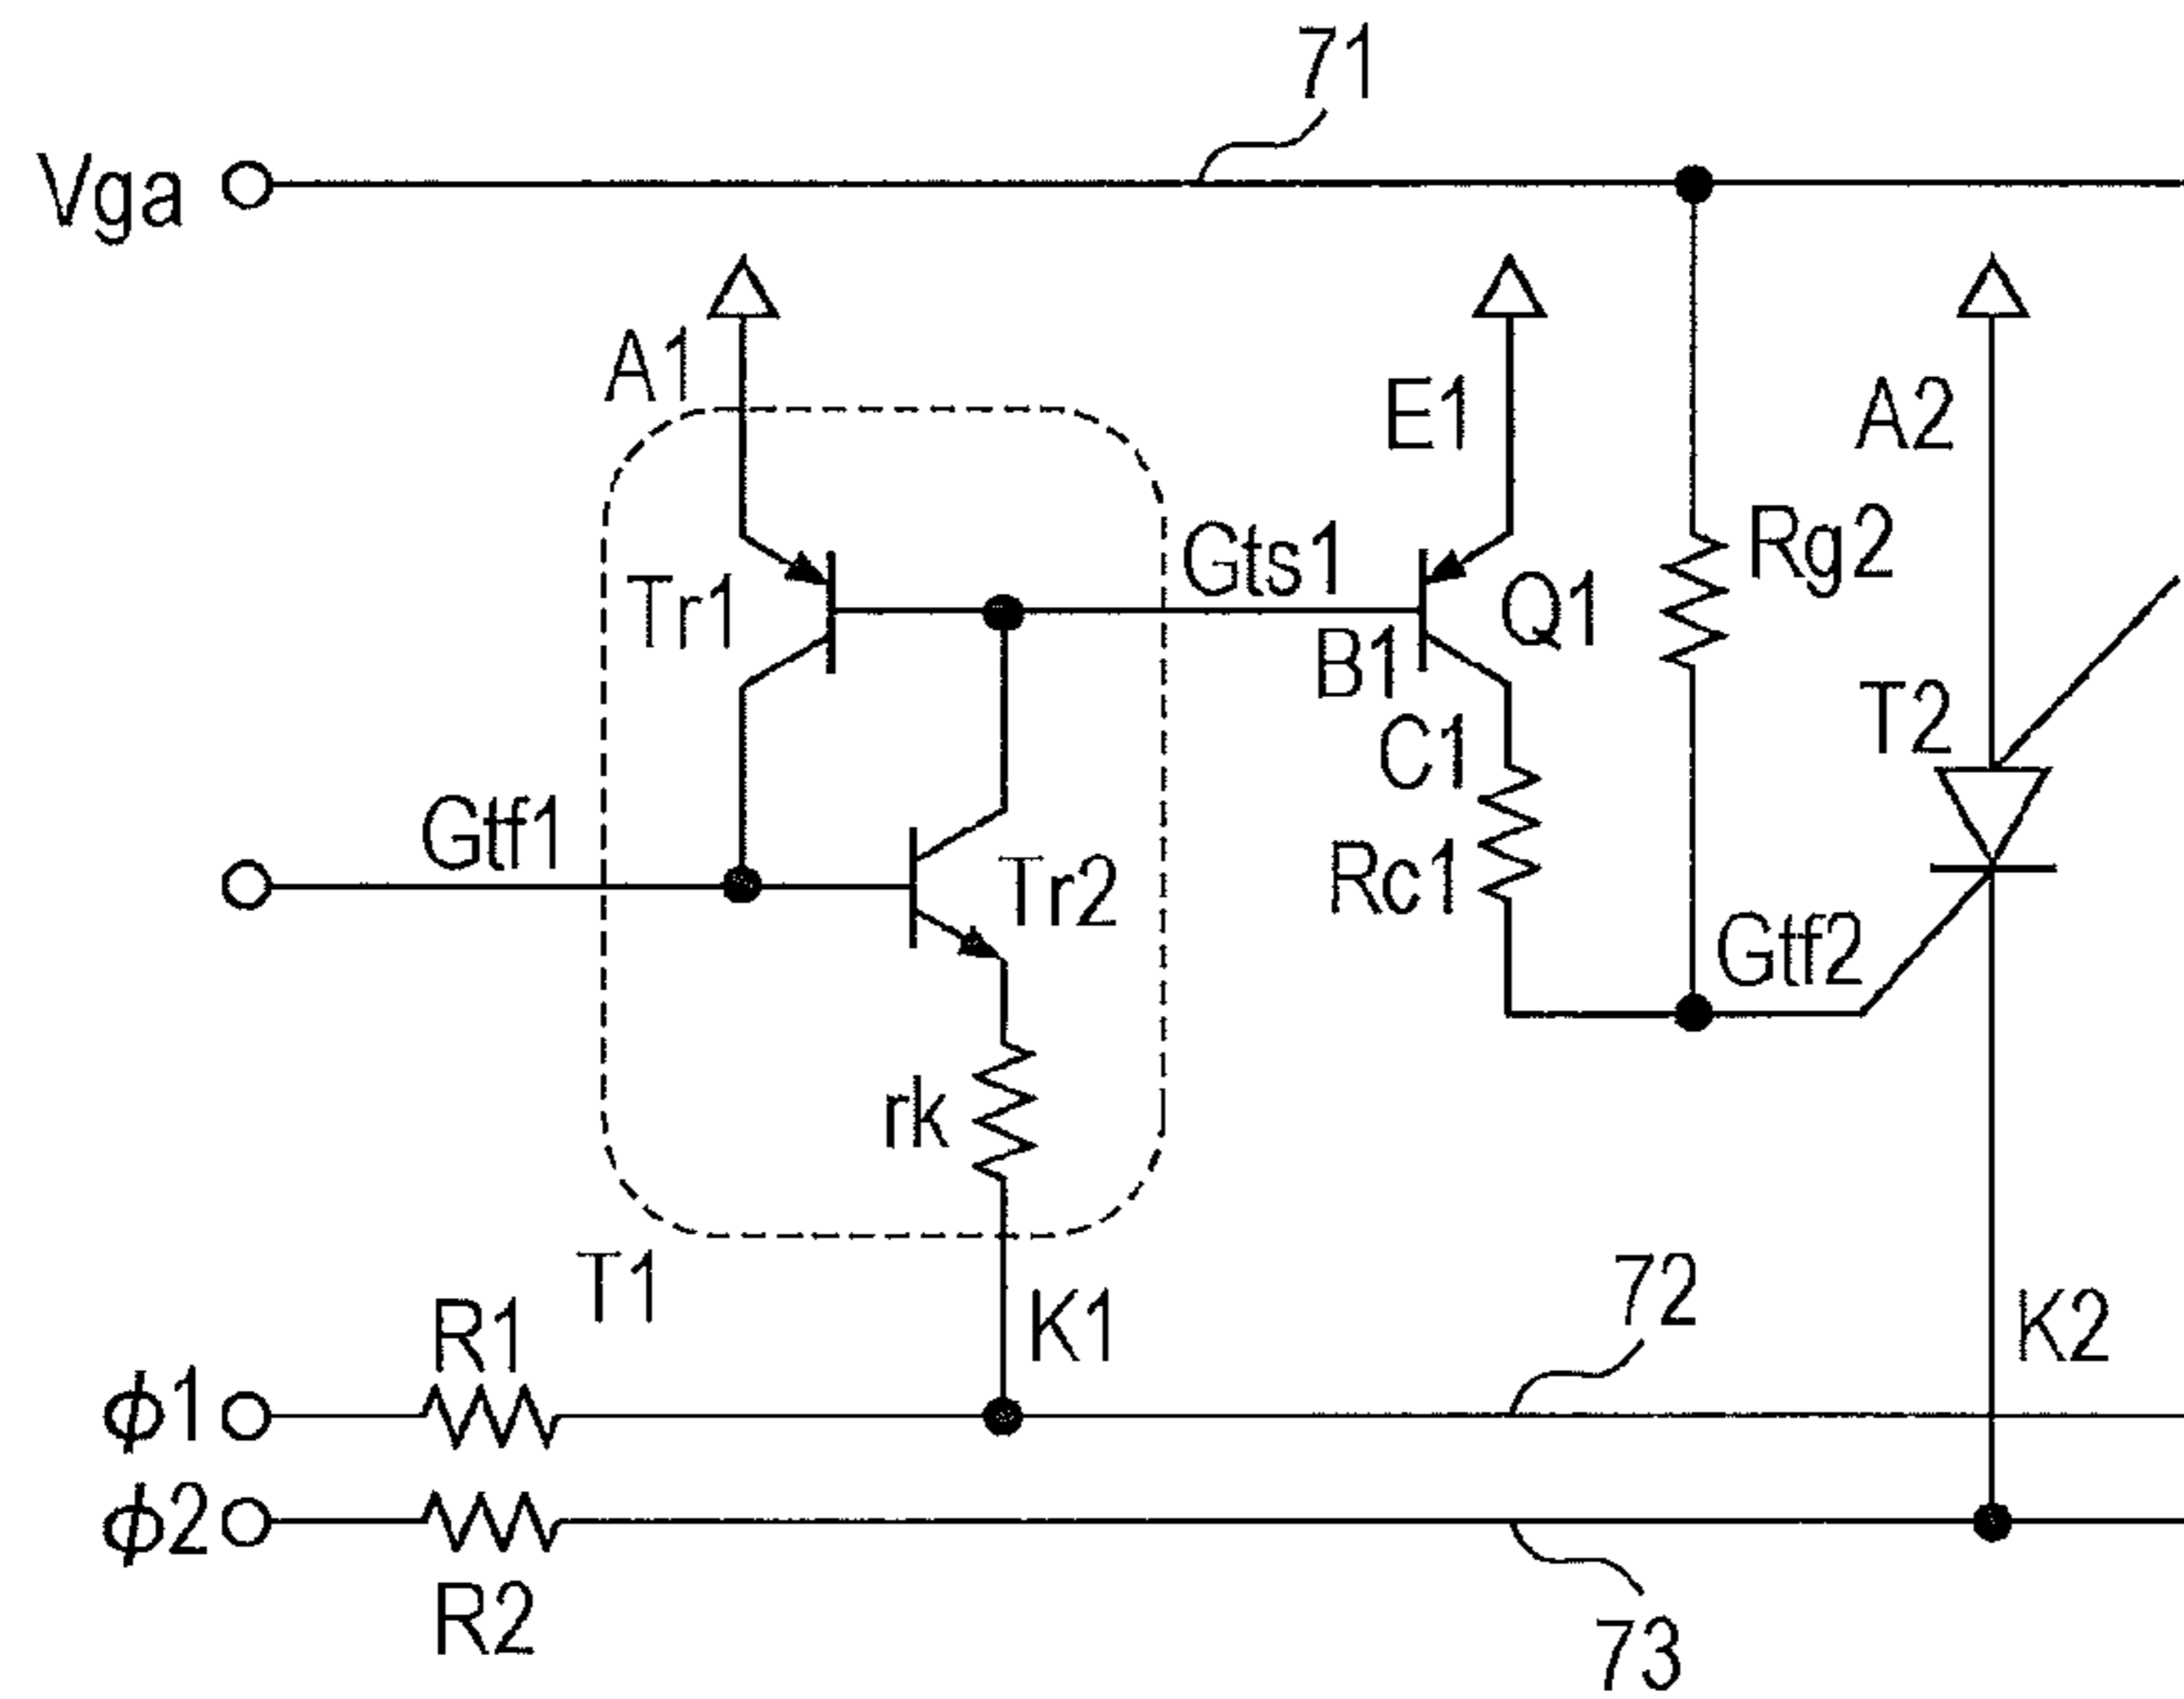 71
Vga
A1
E1
A2
Gts1
Rg2
Tr1
Q1
B1
T2
C1
Gtf1
Rc1
Tr2
Gtf2
rk
T1
72
R1
K1
K2
ϕ1
ϕ2
R2
73